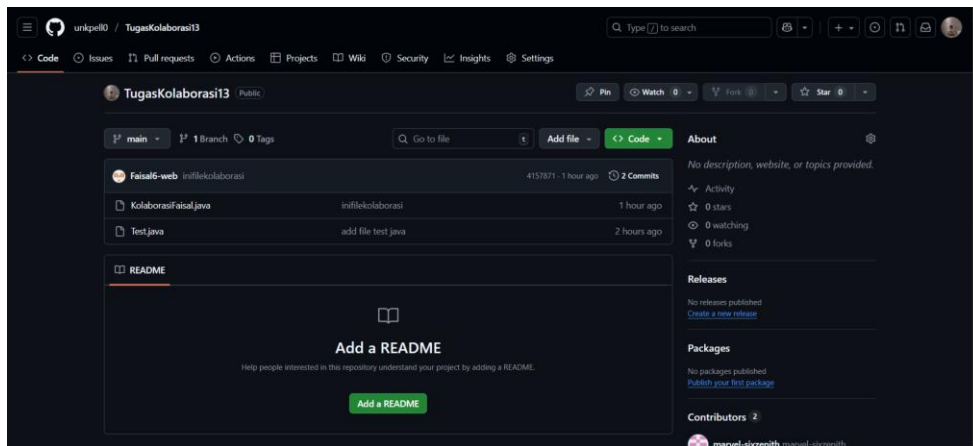 unkpell0 / TugasKolaborasi13
Type / to search
Code Issues Pull requests Actions Projects Wiki Security Insights Settings
TugasKolaborasi13 Public
Pin Watch 0 Fork 0 Star 0
main 1 Branch 0 Tags
Go to file t Add file Code
Faisal6-web inifilekolaborasi 4157871 · 1 hour ago 2 Commits
KolaborasiFaisal.java inifilekolaborasi 1 hour ago
Test.java add file test java 2 hours ago
README
Add a README
Help people interested in this repository understand your project by adding a README.
Add a README
About
No description, website, or topics provided.
Activity
0 stars
0 watching
0 forks
Releases
No releases published
Create a new release
Packages
No packages published
Publish your first package
Contributors 2
marvel-sixzenith marvel-sixzenith